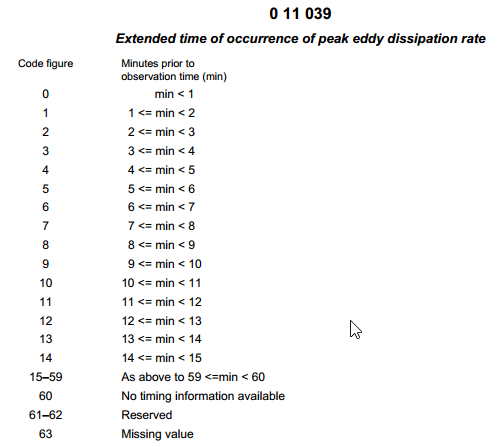 0 11 039
Extended time of occurrence of peak eddy dissipation rate
Code figure Minutes prior to
observation time (min)
0 min < 1
1 1 <= min < 2
2 2 <= min < 3
3 3 <= min < 4
4 4 <= min < 5
5 5 <= min < 6
6 6 <= min < 7
7 7 <= min < 8
8 8 <= min < 9
9 9 <= min < 10
10 10 <= min < 11
11 11 <= min < 12
12 12 <= min < 13
13 13 <= min < 14
14 14 <= min < 15
15–59 As above to 59 <=min < 60
60 No timing information available
61–62 Reserved
63 Missing value